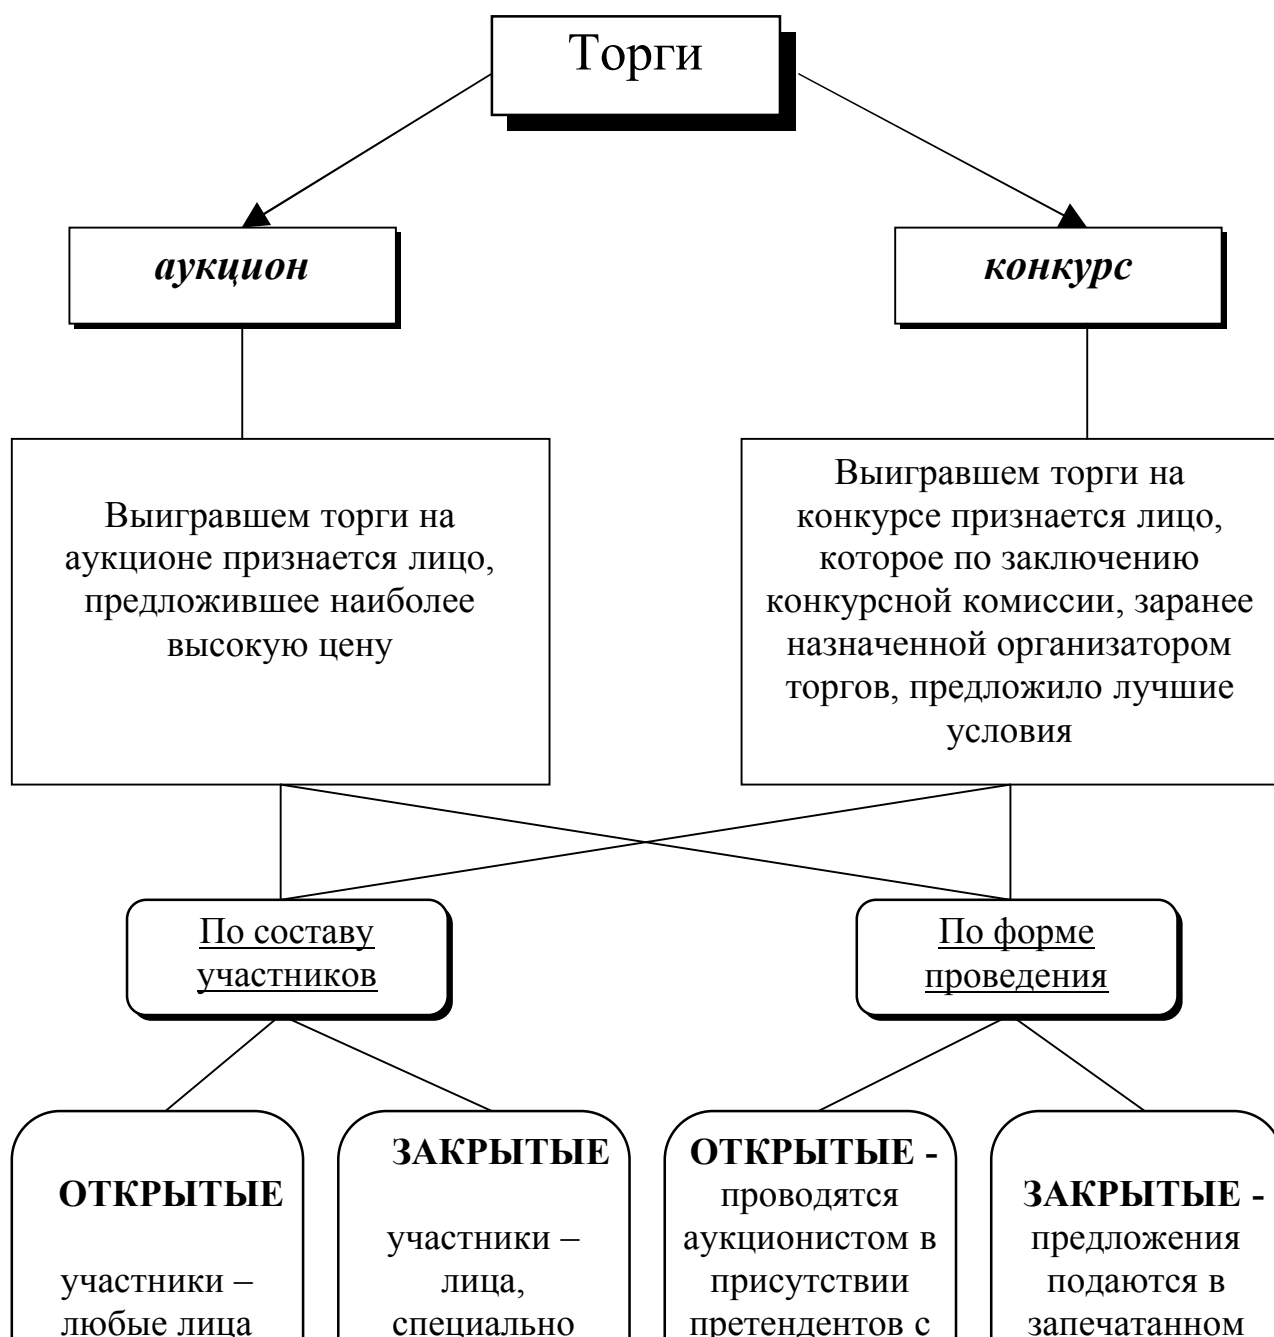 Торги
аукцион
конкурс
Выигравшем торги на
аукционе признается лицо,
предложившее наиболее
высокую цену
Выигравшем торги на
конкурсе признается лицо,
которое по заключению
конкурсной комиссии, заранее
назначенной организатором
торгов, предложило лучшие
условия
По составу
участников
По форме
проведения
ОТКРЫТЫЕ
участники –
любые лица
ЗАКРЫТЫЕ
участники –
лица,
специально
ОТКРЫТЫЕ -
проводятся
аукционистом в
присутствии
претендентов с
ЗАКРЫТЫЕ -
предложения
подаются в
запечатанном